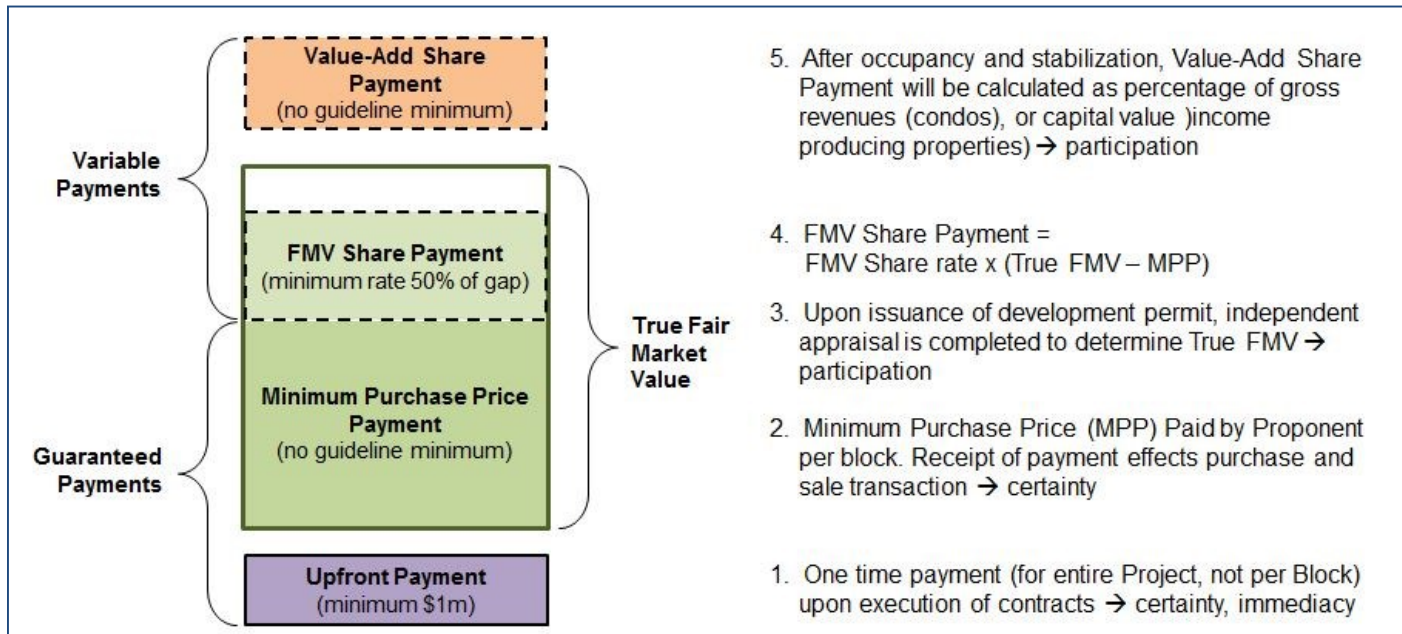 Value-Add Share
Payment
(no guideline minimum)
Variable
Payments
FMV Share Payment
(minimum rate 50% of gap)
True Fair
Market
Value
Minimum Purchase Price
Payment
(no guideline minimum)
Guaranteed
Payments
Upfront Payment
(minimum $1m)
5. After occupancy and stabilization, Value-Add Share
Payment will be calculated as percentage of gross
revenues (condos), or capital value )income
producing properties) → participation
4. FMV Share Payment =
FMV Share rate x (True FMV – MPP)
3. Upon issuance of development permit, independent
appraisal is completed to determine True FMV →
participation
2. Minimum Purchase Price (MPP) Paid by Proponent
per block. Receipt of payment effects purchase and
sale transaction → certainty
1. One time payment (for entire Project, not per Block)
upon execution of contracts → certainty, immediacy